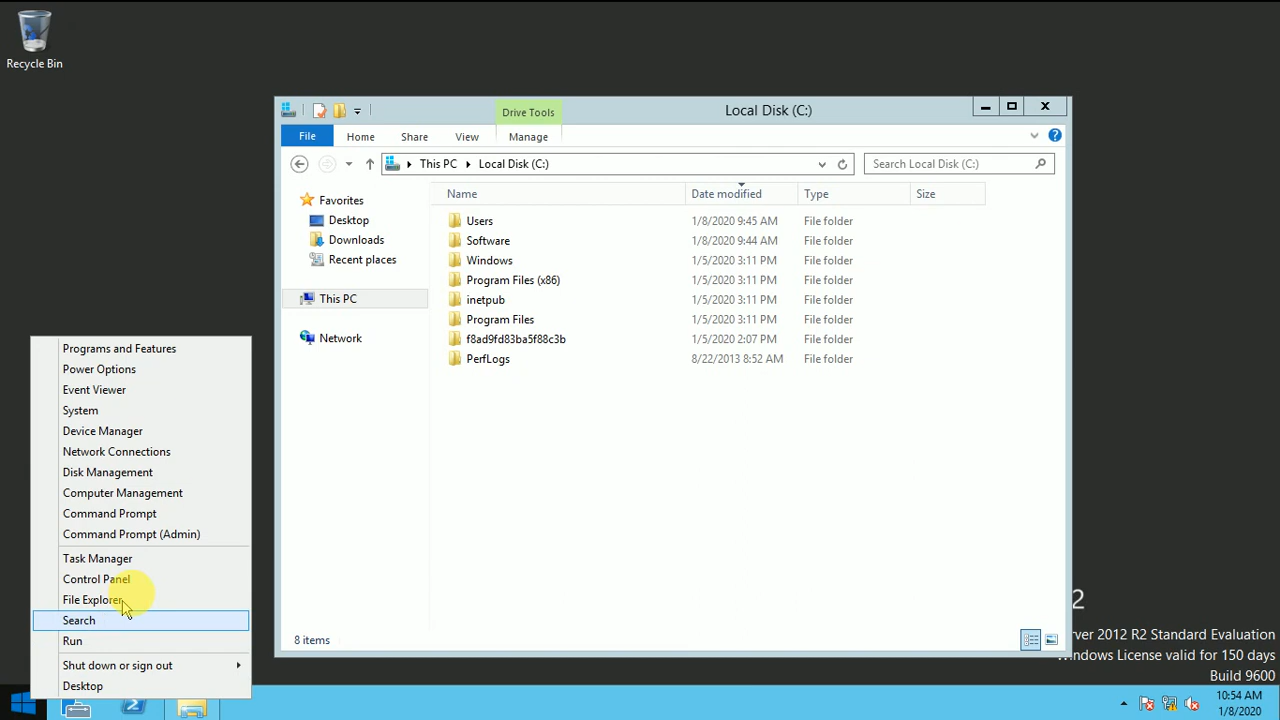 Recycle Bin
Drive Tools
Local Disk (C:)
File
Home
Share
View
Manage
This PC
Local Disk (C:)
Search Local Disk (C:)
Favorites
Desktop
Downloads
Recent places
This PC
Network
Name
Date modified
Type
Size
Users 1/8/2020 9:45 AM File folder
Software 1/8/2020 9:44 AM File folder
Windows 1/5/2020 3:11 PM File folder
Program Files (x86) 1/5/2020 3:11 PM File folder
inetpub 1/5/2020 3:11 PM File folder
Program Files 1/5/2020 3:11 PM File folder
f8ad9fd83ba5f88c3b 1/5/2020 2:07 PM File folder
PerfLogs 8/22/2013 8:52 AM File folder
8 items
Programs and Features
Power Options
Event Viewer
System
Device Manager
Network Connections
Disk Management
Computer Management
Command Prompt
Command Prompt (Admin)
Task Manager
Control Panel
File Explorer
Search
Run
Shut down or sign out
Desktop
2
rver 2012 R2 Standard Evaluation
Windows License valid for 150 days
Build 9600
10:54 AM
1/8/2020